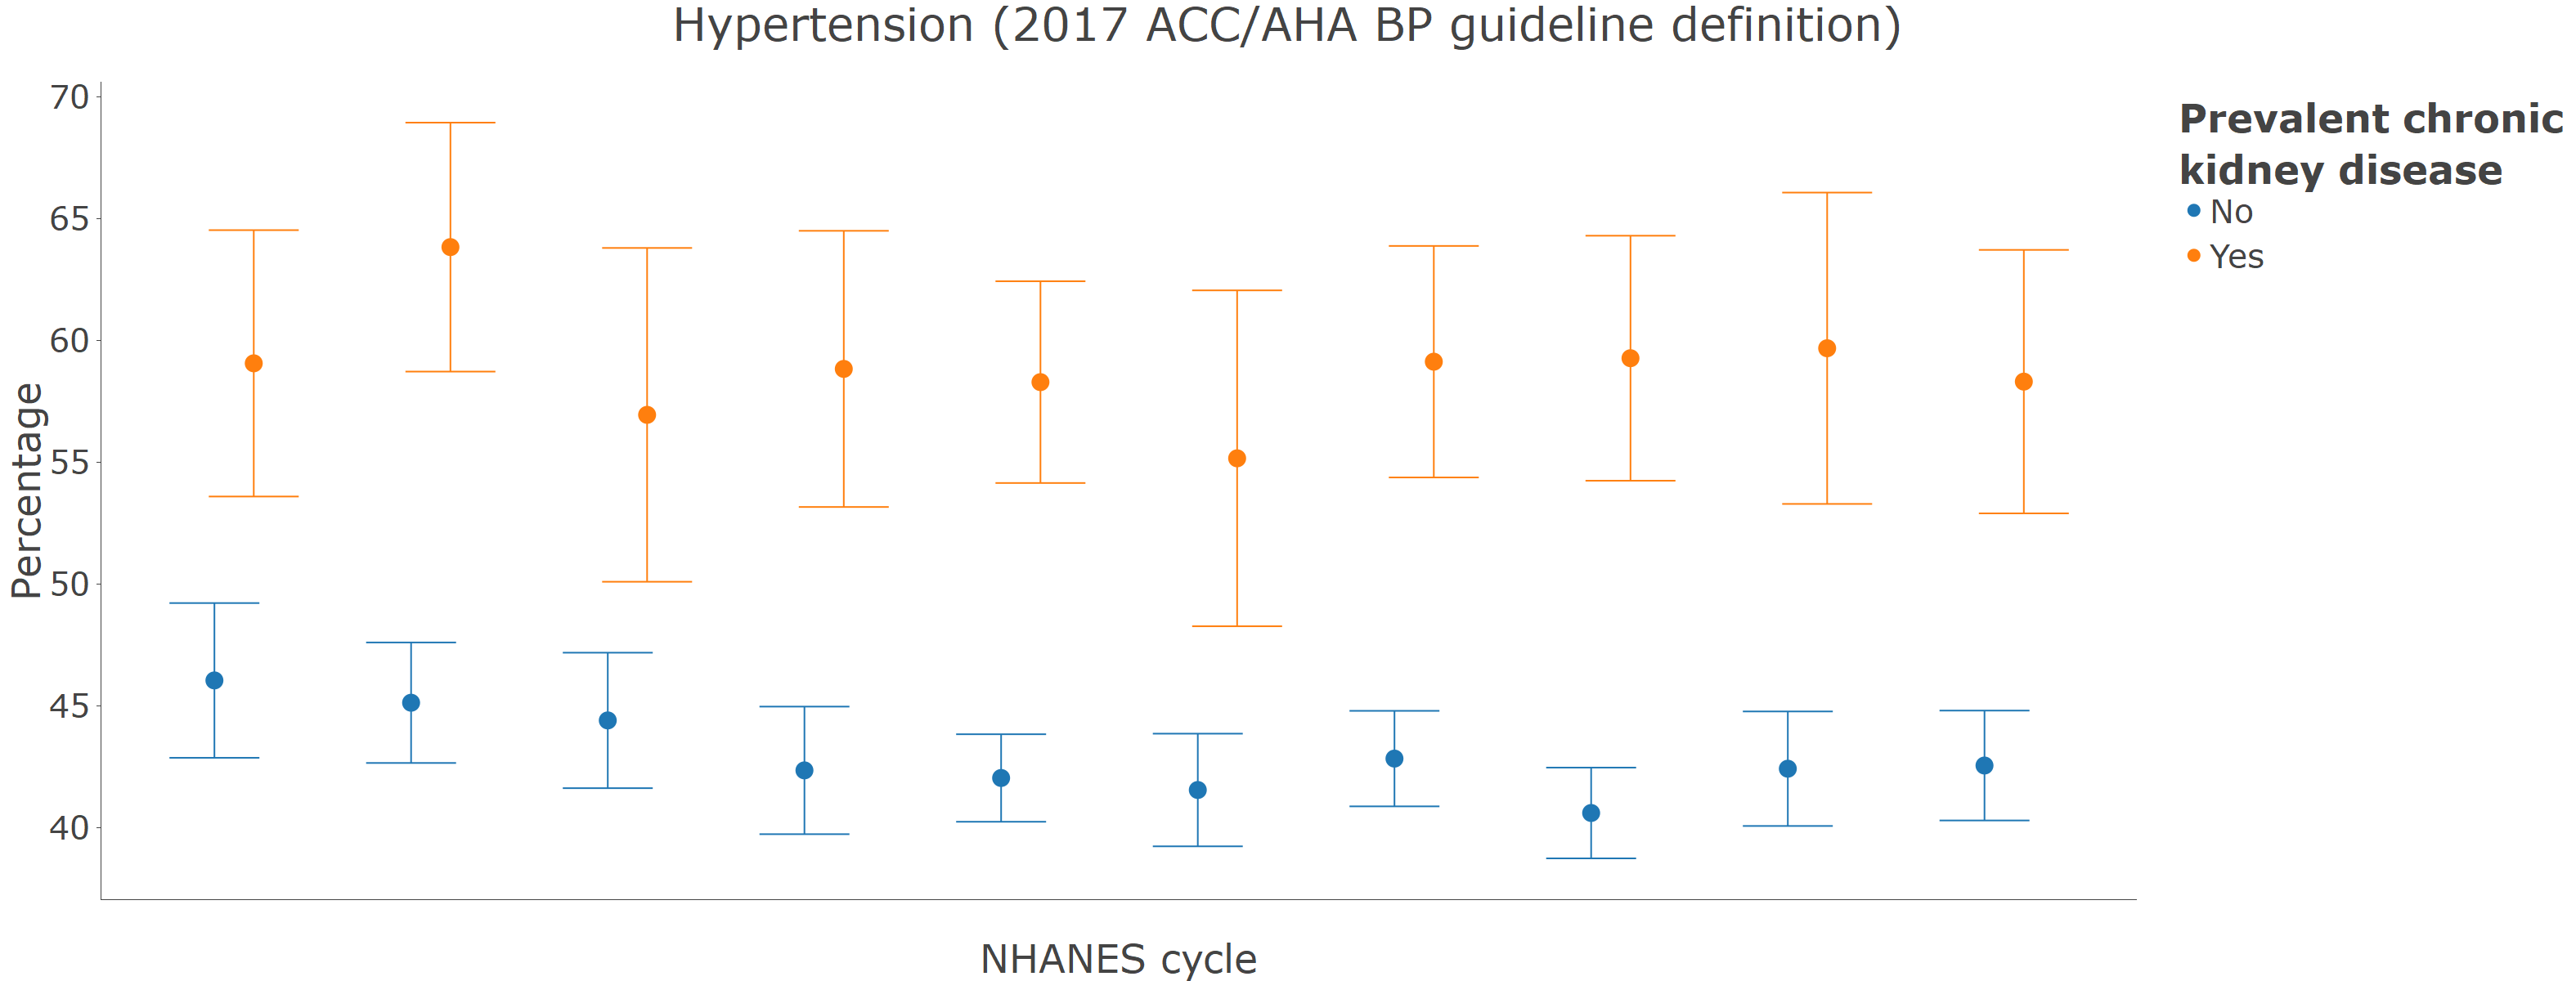 Hypertension (2017 ACC/AHA BP guideline definition)
70
65
60
55
50
45
40
Percentage
NHANES cycle
Prevalent chronic
kidney disease
No
Yes